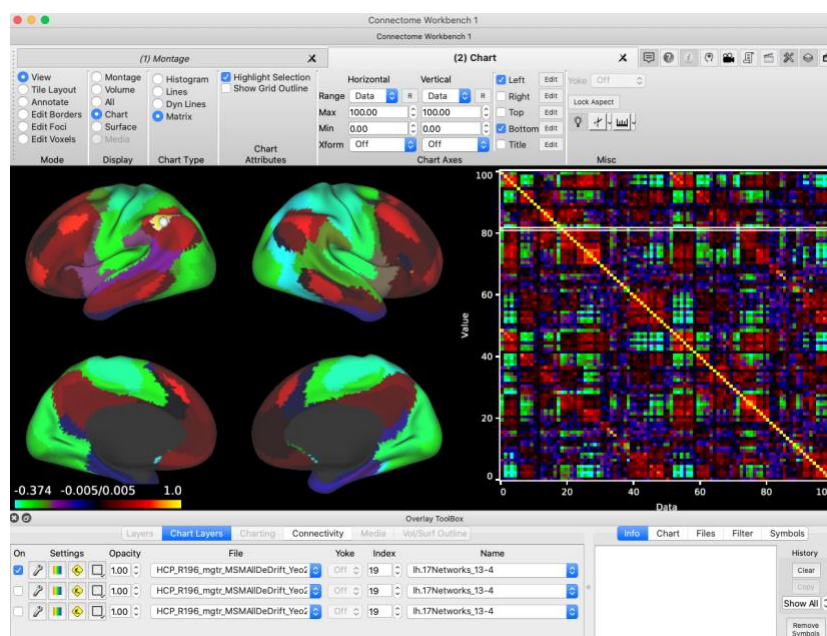 Connectome Workbench 1
Connectome Workbench 1
(1) Montage
(2) Chart
View
Tile Layout
Annotate
Edit Borders
Edit Foci
Edit Voxels
Mode
Montage
Volume
All
Chart
Surface
Media
Display
Histogram
Lines
Dyn Lines
Matrix
Chart Type
Highlight Selection
Show Grid Outline
Chart
Attributes
Horizontal Vertical
Range Data R Data R
Max 100.00 100.00
Min 0.00 0.00
Xform Off Off
Left Edit
Right Edit
Top Edit
Bottom Edit
Title Edit
Chart Axes
Yoke Off
Lock Aspect
Misc
100
80
60
40
20
0
Value
0 20 40 60 80
Data
-0.374 -0.005/0.005 1.0
Overlay ToolBox
Layers Chart Layers Charting Connectivity Media Vol/Surf Outline
Info Chart Files Filter Symbols
On Settings Opacity File Yoke Index Name
1.00 HCP_R196_mgtr_MSMAllDeDrift_Yeo2 Off 19 lh.17Networks_13-4
1.00 HCP_R196_mgtr_MSMAllDeDrift_Yeo2 Off 19 lh.17Networks_13-4
1.00 HCP_R196_mgtr_MSMAllDeDrift_Yeo2 Off 19 lh.17Networks_13-4
History
Clear
Copy
Show All
Remove
Symbols